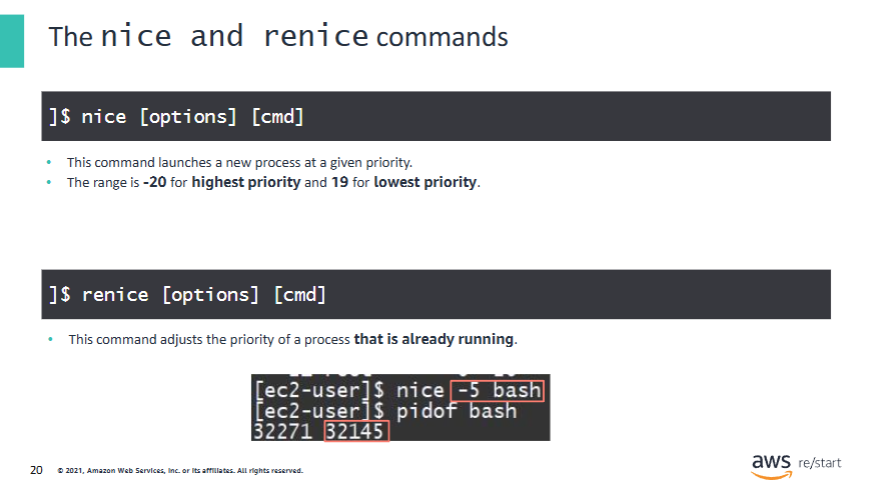 The nice and renice commands
]$ nice [options] [cmd]
• This command launches a new process at a given priority.
• The range is -20 for highest priority and 19 for lowest priority.
]$ renice [options] [cmd]
• This command adjusts the priority of a process that is already running.
[ec2-user]$ nice -5 bash
[ec2-user]$ pidof bash
32271 32145
20 © 2021, Amazon Web Services, Inc. or its affiliates. All rights reserved.
aws re/start